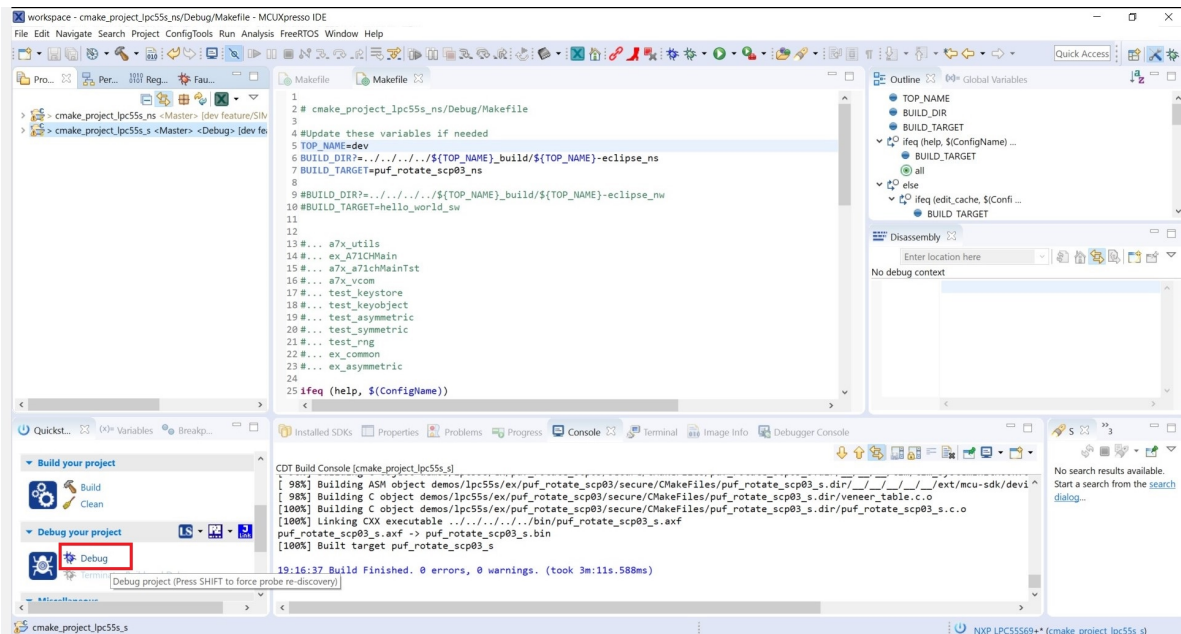 workspace - cmake_project_lpc55s_ns/Debug/Makefile - MCUXpresso IDE
File Edit Navigate Search Project ConfigTools Run Analysis FreeRTOS Window Help
Quick Access
Pro... Per... Reg... Fau...
> cmake_project_lpc55s_ns <Master> [dev feature/SIM
> cmake_project_lpc55s_s <Master> <Debug> [dev fea
Makefile Makefile
1
2 # cmake_project_lpc55s_ns/Debug/Makefile
3
4 #Update these variables if needed
5 TOP_NAME=dev
6 BUILD_DIR?=../../../../${TOP_NAME}_build/${TOP_NAME}-eclipse_ns
7 BUILD_TARGET=puf_rotate_scp03_ns
8
9 #BUILD_DIR?=../../../../${TOP_NAME}_build/${TOP_NAME}-eclipse_nw
10 #BUILD_TARGET=hello_world_sw
11
12
13 #... a7x_utils
14 #... ex_A71CHMain
15 #... a7x_a71chMainTst
16 #... a7x_vcom
17 #... test_keystore
18 #... test_keyobject
19 #... test_asymmetric
20 #... test_symmetric
21 #... test_rng
22 #... ex_common
23 #... ex_asymmetric
24
25 ifeq (help, $(ConfigName))
Outline Global Variables
TOP_NAME
BUILD_DIR
BUILD_TARGET
ifeq (help, $(ConfigName) ...
BUILD_TARGET
all
else
ifeq (edit_cache, $(Confi ...
BUILD TARGET
Disassembly
Enter location here
No debug context
Quickst... (x)= Variables Breakp...
Build your project
Build
Clean
Debug your project
LS
Debug
Debug project (Press SHIFT to force probe re-discovery)
Miscellaneous
Installed SDKs Properties Problems Progress Console Terminal Image Info Debugger Console
CDT Build Console [cmake_project_lpc55s_s]
[ 98%] Building ASM object demos/lpc55s/ex/puf_rotate_scp03/secure/CMakeFiles/puf_rotate_scp03_s.dir/__/__/__/__/__/ext/mcu-sdk/devi
[ 98%] Building C object demos/lpc55s/ex/puf_rotate_scp03/secure/CMakeFiles/puf_rotate_scp03_s.dir/veneer_table.c.o
[100%] Building C object demos/lpc55s/ex/puf_rotate_scp03/secure/CMakeFiles/puf_rotate_scp03_s.dir/puf_rotate_scp03_s.c.o
[100%] Linking CXX executable ../../../../../bin/puf_rotate_scp03_s.axf
puf_rotate_scp03_s.axf -> puf_rotate_scp03_s.bin
[100%] Built target puf_rotate_scp03_s
19:16:37 Build Finished. 0 errors, 0 warnings. (took 3m:11s.588ms)
S 3
No search results available.
Start a search from the search
dialog...
cmake_project_lpc55s_s
NXP LPC55S69+* (cmake_project_lpc55s_s)